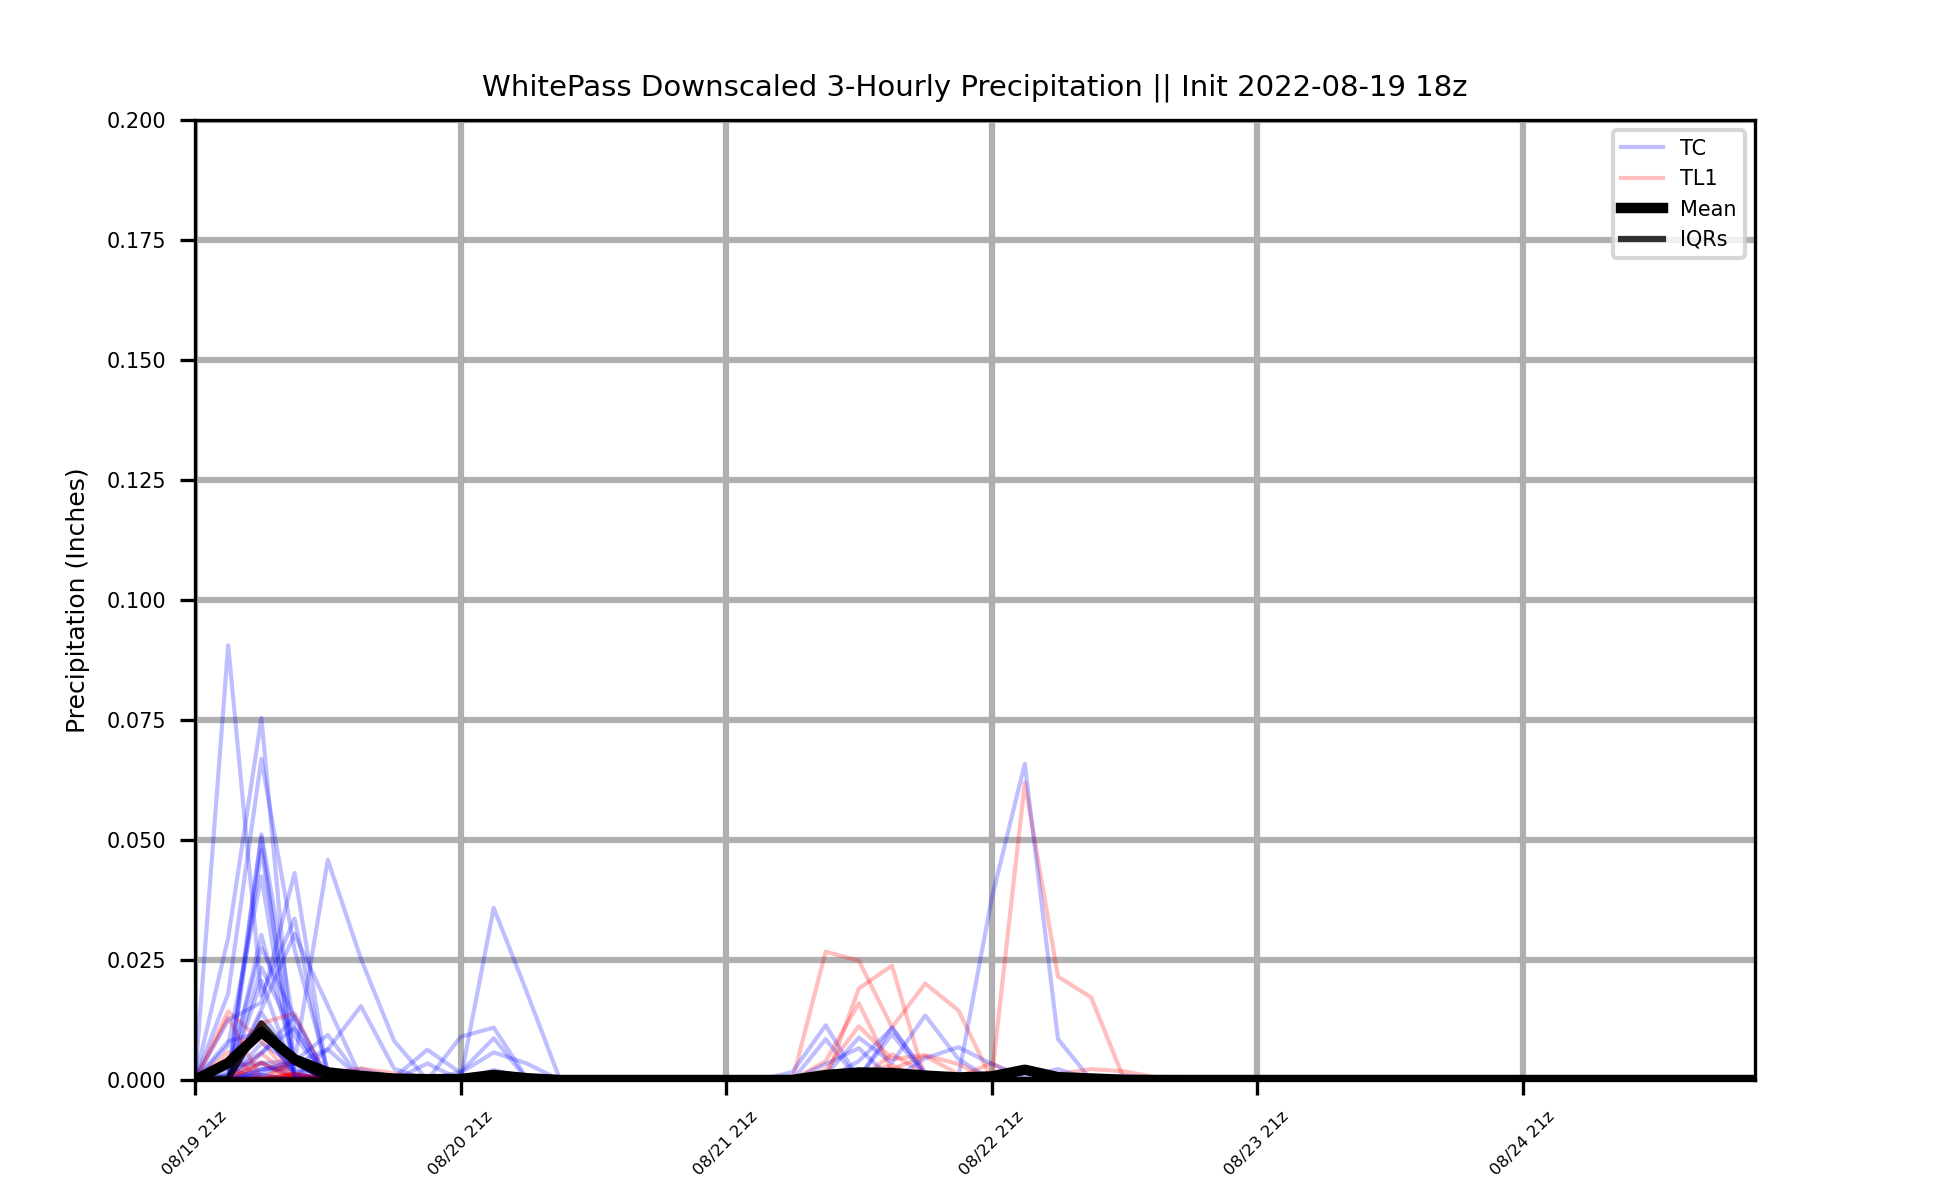 WhitePass Downscaled 3-Hourly Precipitation || Init 2022-08-19 18z
TC
TL1
Mean
IQRs
Precipitation (Inches)
0.200
0.175
0.150
0.125
0.100
0.075
0.050
0.025
0.000
08/19 21z
08/20 21z
08/21 21z
08/22 21z
08/23 21z
08/24 21z